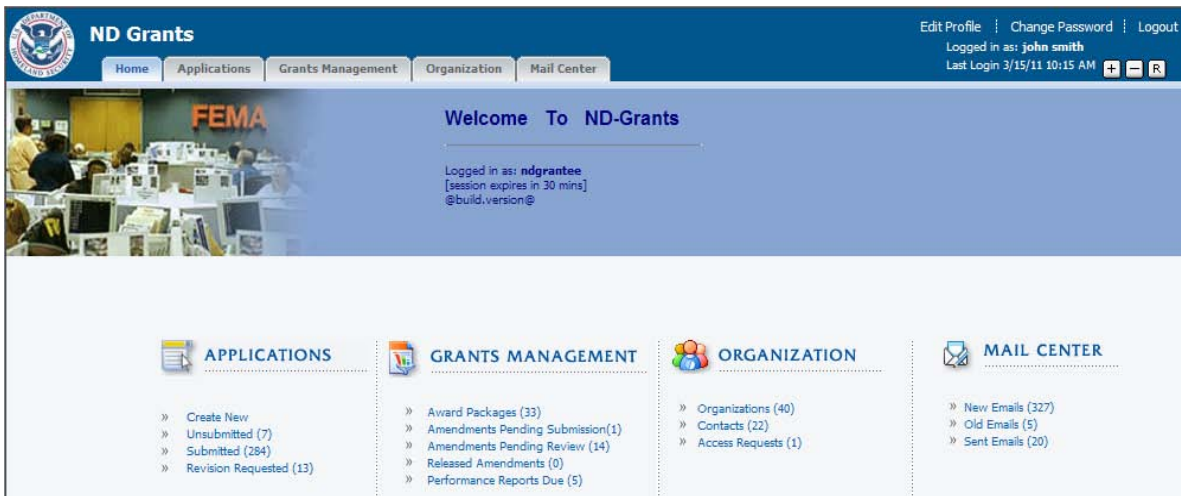 ND Grants
Edit Profile Change Password Logout
Logged in as: john smith
Last Login 3/15/11 10:15 AM + − R
Home Applications Grants Management Organization Mail Center
FEMA
Welcome To ND-Grants
Logged in as: ndgrantee
[session expires in 30 mins]
@build.version@
APPLICATIONS
» Create New
» Unsubmitted (7)
» Submitted (284)
» Revision Requested (13)
GRANTS MANAGEMENT
» Award Packages (33)
» Amendments Pending Submission(1)
» Amendments Pending Review (14)
» Released Amendments (0)
» Performance Reports Due (5)
ORGANIZATION
» Organizations (40)
» Contacts (22)
» Access Requests (1)
MAIL CENTER
» New Emails (327)
» Old Emails (5)
» Sent Emails (20)